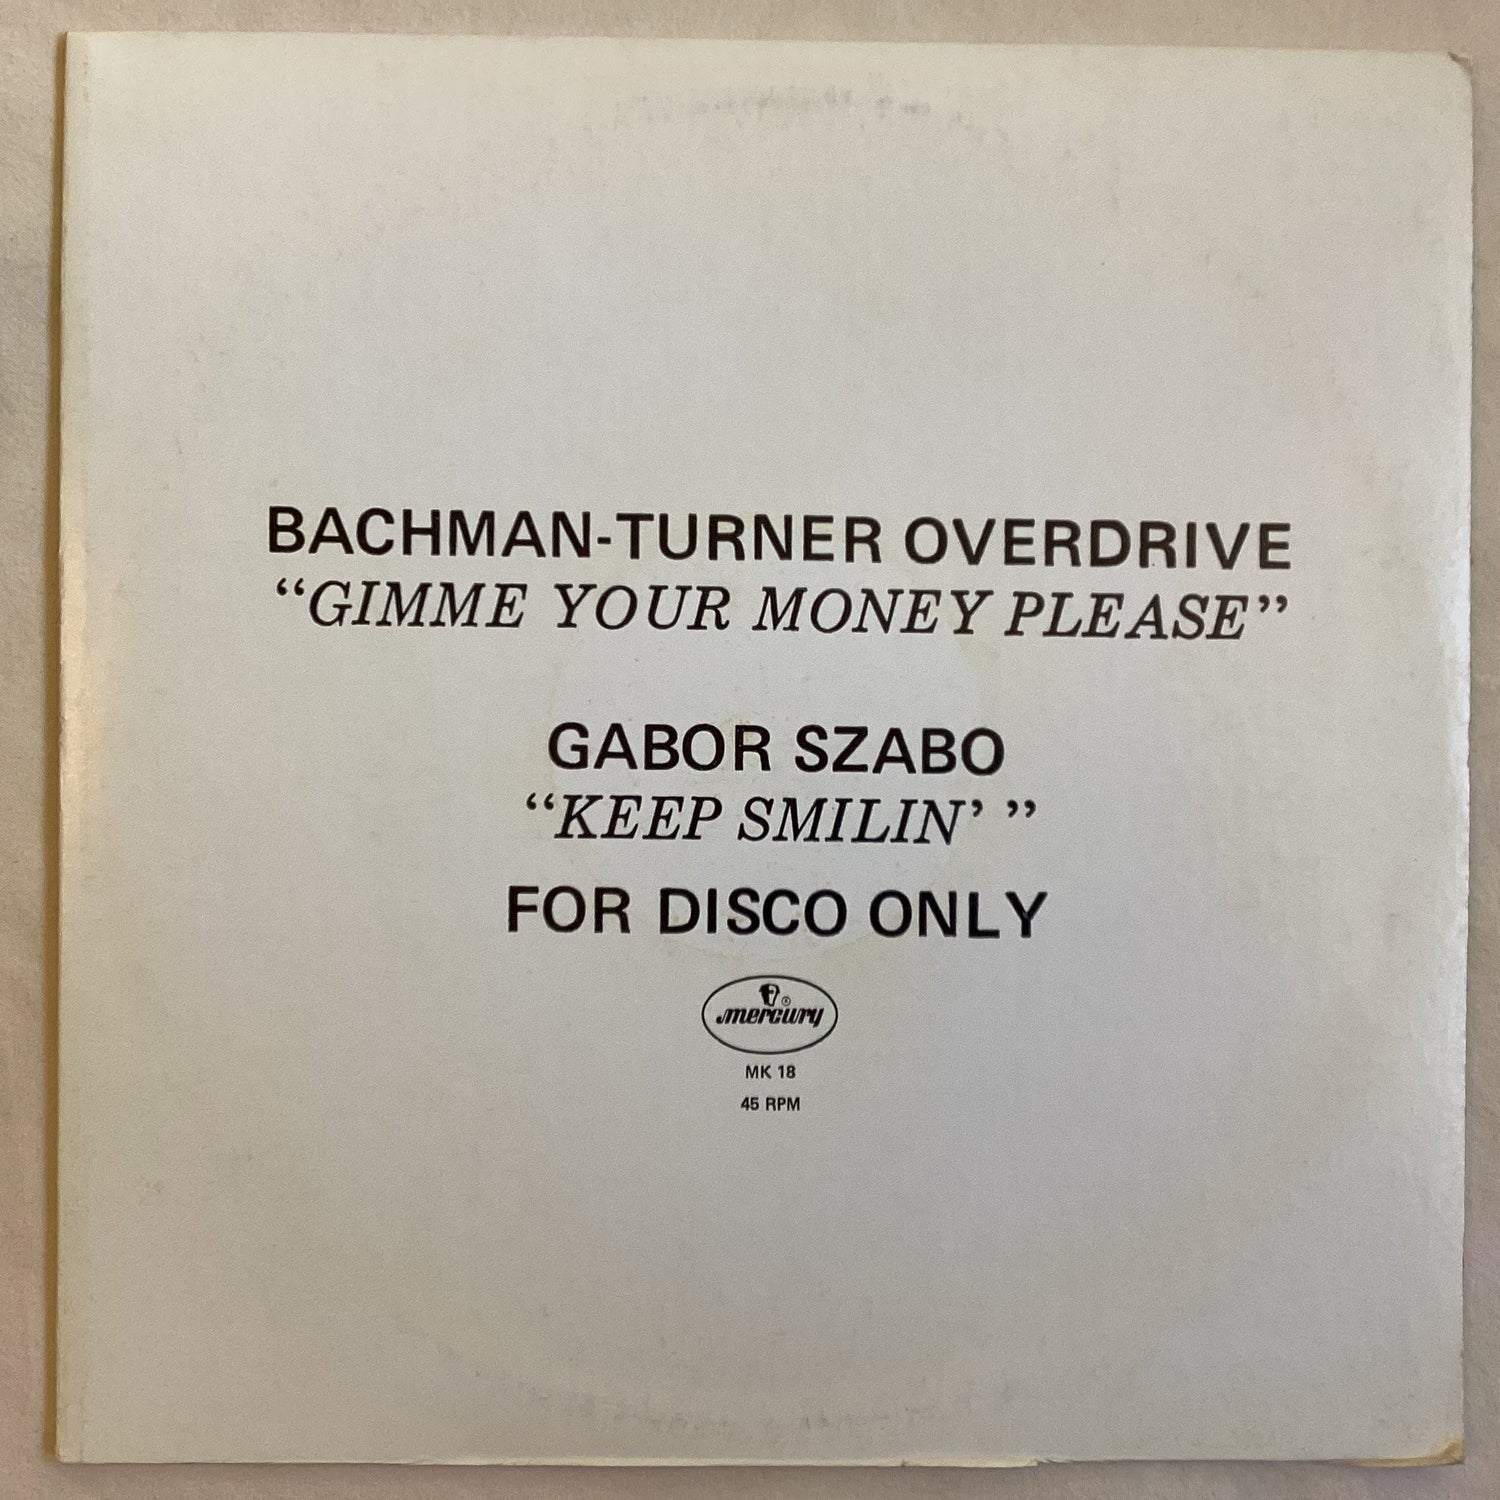 BACHMAN-TURNER OVERDRIVE
“GIMME YOUR MONEY PLEASE”
GABOR SZABO
“KEEP SMILIN’ ”
FOR DISCO ONLY
®
mercury
MK 18
45 RPM